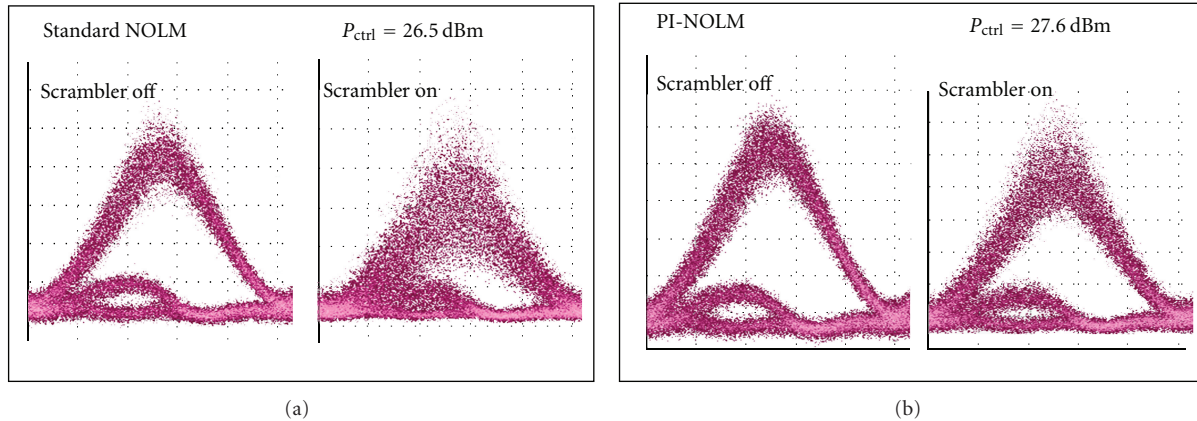 Standard NOLM
P_ctrl = 26.5 dBm
Scrambler off
Scrambler on
(a)
PI-NOLM
P_ctrl = 27.6 dBm
Scrambler off
Scrambler on
(b)